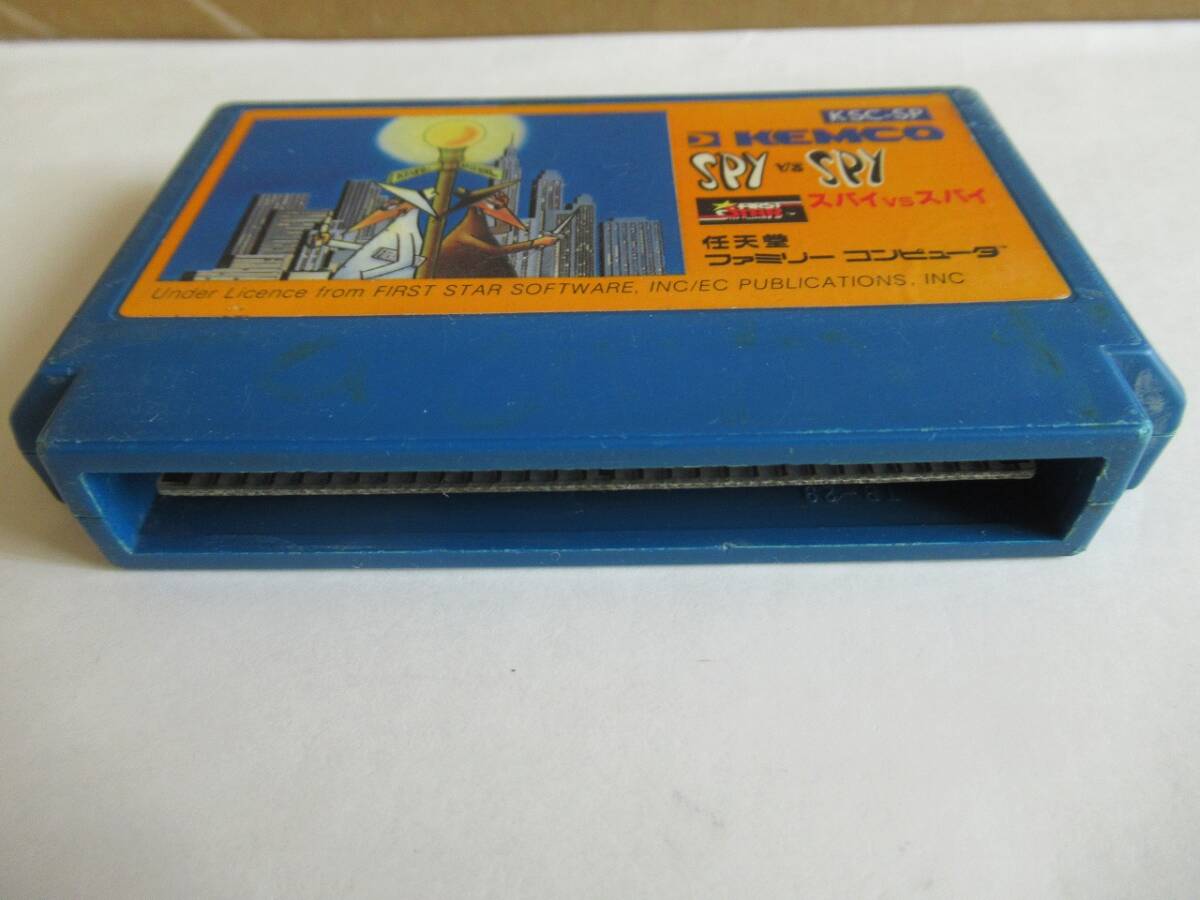 KSC-SP
KEMCO
SPY VS SPY
FIRST STAR
スパイvsスパイ
任天堂
ファミリー コンピュータ™
Under Licence from FIRST STAR SOFTWARE, INC/EC PUBLICATIONS, INC